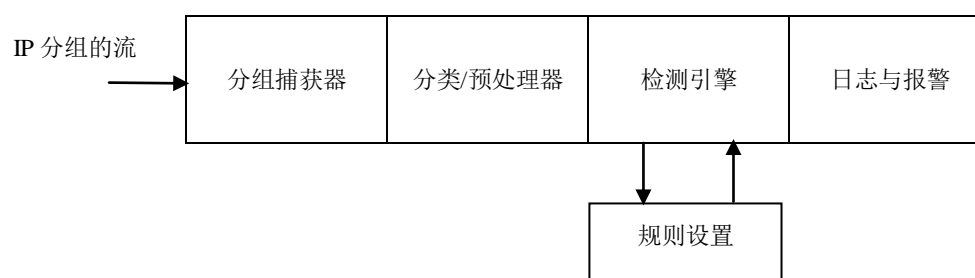 IP 分组的流
分组捕获器
分类/预处理器
检测引擎
日志与报警
规则设置